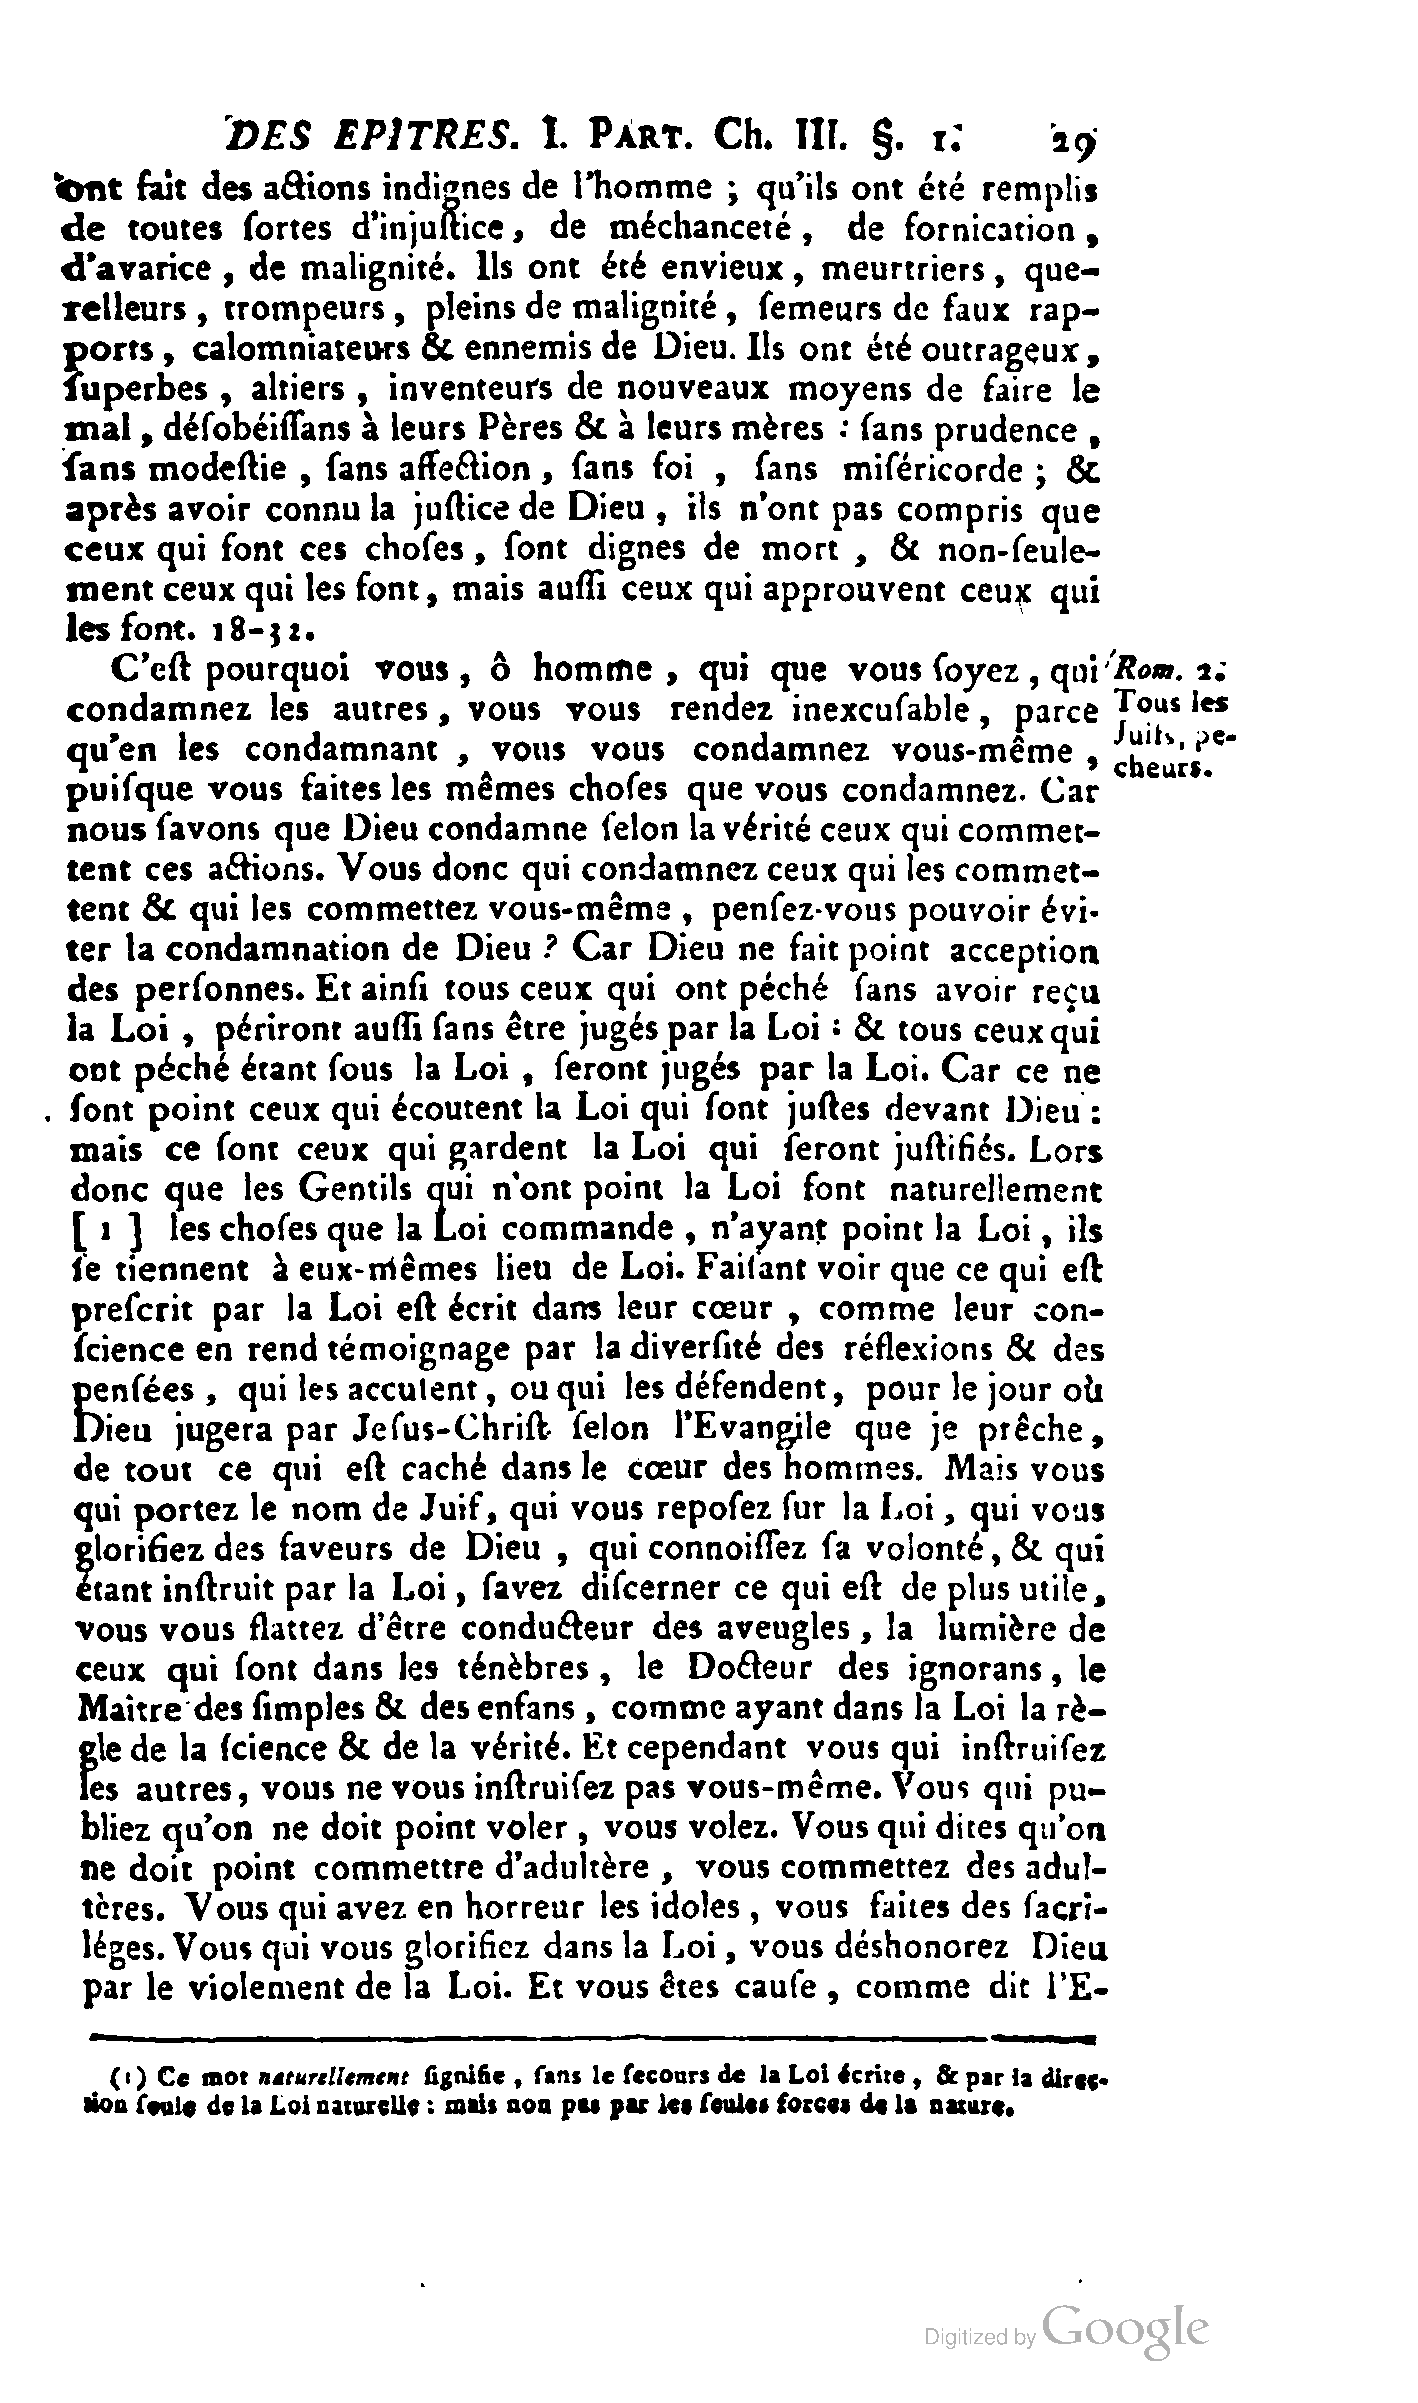 DES EPITRES. I. PART. Ch. III. §. 1. 29
ont fait des actions indignes de l'homme ; qu'ils ont été remplis
de toutes ſortes d'injuſtice, de méchanceté, de fornication,
d'avarice, de malignité. Ils ont été envieux, meurtriers, que-
relleurs, trompeurs, pleins de malignité, ſemeurs de faux rap-
ports, calomniateurs & ennemis de Dieu. Ils ont été outrageux,
ſuperbes, altiers, inventeurs de nouveaux moyens de faire le
mal, déſobéiſſans à leurs Pères & à leurs mères : ſans prudence,
ſans modeſtie, ſans affection, ſans foi, ſans miſéricorde ; &
après avoir connu la juſtice de Dieu, ils n'ont pas compris que
ceux qui font ces choſes, ſont dignes de mort, & non-ſeule-
ment ceux qui les font, mais auſſi ceux qui approuvent ceux qui
les font. 18-32.
C'eſt pourquoi vous, ô homme, qui que vous ſoyez, qui
condamnez les autres, vous vous rendez inexcuſable, parce
qu'en les condamnant, vous vous condamnez vous-même,
puiſque vous faites les mêmes choſes que vous condamnez. Car
nous ſavons que Dieu condamne ſelon la vérité ceux qui commet-
tent ces actions. Vous donc qui condamnez ceux qui les commet-
tent & qui les commettez vous-même, penſez-vous pouvoir évi-
ter la condamnation de Dieu ? Car Dieu ne fait point acception
des perſonnes. Et ainſi tous ceux qui ont péché ſans avoir reçu
la Loi, périront auſſi ſans être jugés par la Loi : & tous ceux qui
ont péché étant ſous la Loi, ſeront jugés par la Loi. Car ce ne
ſont point ceux qui écoutent la Loi qui ſont juſtes devant Dieu :
mais ce ſont ceux qui gardent la Loi qui ſeront juſtifiés. Lors
donc que les Gentils qui n'ont point la Loi font naturellement
[ 1 ] les choſes que la Loi commande, n'ayant point la Loi, ils
ſe tiennent à eux-mêmes lieu de Loi. Faiſant voir que ce qui eſt
preſcrit par la Loi eſt écrit dans leur cœur, comme leur con-
ſcience en rend témoignage par la diverſité des réflexions & des
penſées, qui les accuſent, ou qui les défendent, pour le jour où
Dieu jugera par Jeſus-Chriſt ſelon l'Evangile que je prêche,
de tout ce qui eſt caché dans le cœur des hommes. Mais vous
qui portez le nom de Juif, qui vous repoſez ſur la Loi, qui vous
glorifiez des faveurs de Dieu, qui connoiſſez ſa volonté, & qui
étant inſtruit par la Loi, ſavez diſcerner ce qui eſt de plus utile,
vous vous flattez d'être conducteur des aveugles, la lumière de
ceux qui ſont dans les ténèbres, le Docteur des ignorans, le
Maitre des ſimples & des enfans, comme ayant dans la Loi la rè-
gle de la ſcience & de la vérité. Et cependant vous qui inſtruiſez
les autres, vous ne vous inſtruiſez pas vous-même. Vous qui pu-
bliez qu'on ne doit point voler, vous volez. Vous qui dites qu'on
ne doit point commettre d'adultère, vous commettez des adul-
tères. Vous qui avez en horreur les idoles, vous faites des ſacri-
léges. Vous qui vous glorifiez dans la Loi, vous déshonorez Dieu
par le violement de la Loi. Et vous êtes cauſe, comme dit l'E-
Rom. 2.
Tous les
Juifs, pe-
cheurs.
(1) Ce mot naturellement ſignifie, ſans le ſecours de la Loi écrite, & par la direc-
tion ſeule de la Loi naturelle : mais non pas par les ſeules forces de la nature.
Digitized by Google